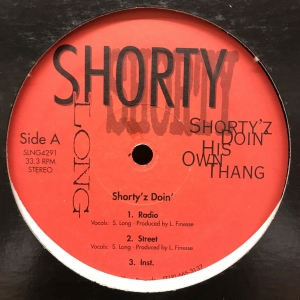 SHORTY
SHORTY
LONG
Side A
SLNG4291
33.3 RPM
STEREO
SHORTY'Z
DOIN'
HIS
OWN
THANG
Shorty'z Doin'
1. Radio
Vocals: S. Long - Produced by L. Finesse
2. Street
Vocals: S. Long - Produced by L. Finesse
3. Inst.